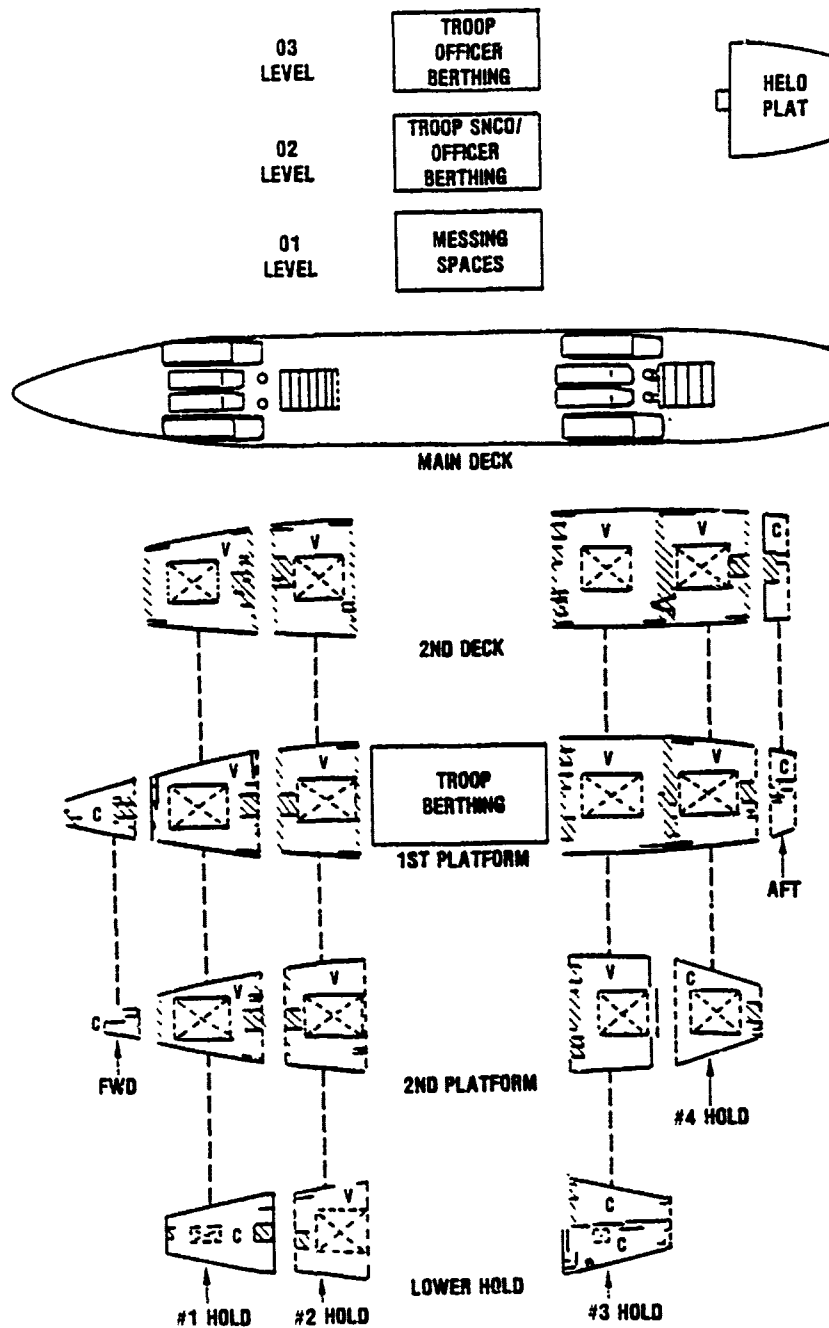 03
LEVEL
TROOP
OFFICER
BERTHING
HELO
PLAT
02
LEVEL
TROOP SNCO/
OFFICER
BERTHING
01
LEVEL
MESSING
SPACES
MAIN DECK
V
V
V
V
C
2ND DECK
C
V
V
TROOP
BERTHING
V
V
C
1ST PLATFORM
AFT
C
V
V
V
C
FWD
2ND PLATFORM
#4 HOLD
C
V
C
C
LOWER HOLD
#1 HOLD
#2 HOLD
#3 HOLD